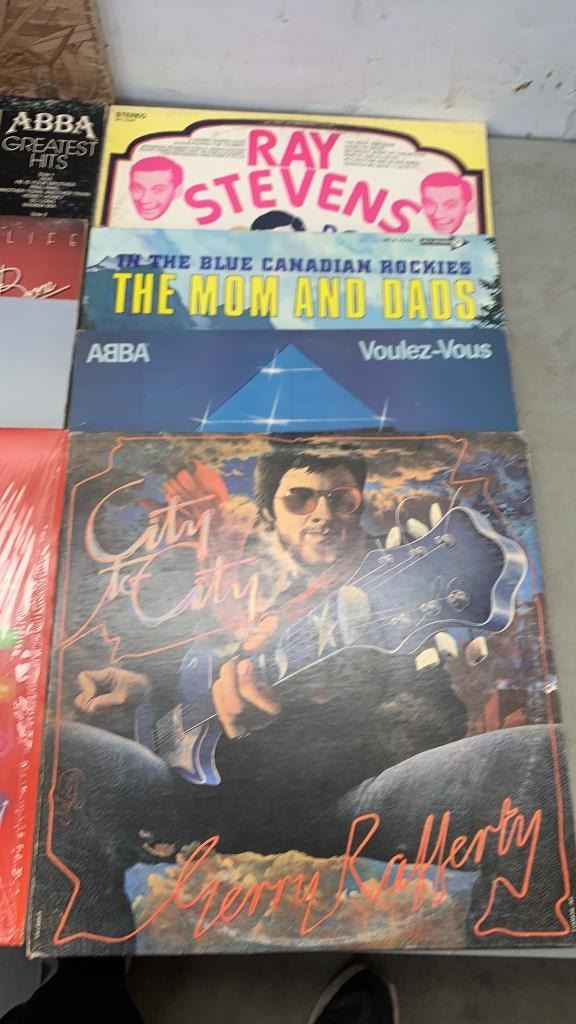 ABBA
GREATEST
HITS
STEREO
RAY
STEVENS
LIFE
IN THE BLUE CANADIAN ROCKIES
THE MOM AND DADS
ABBA
Voulez-Vous
City
to City
Gerry Rafferty